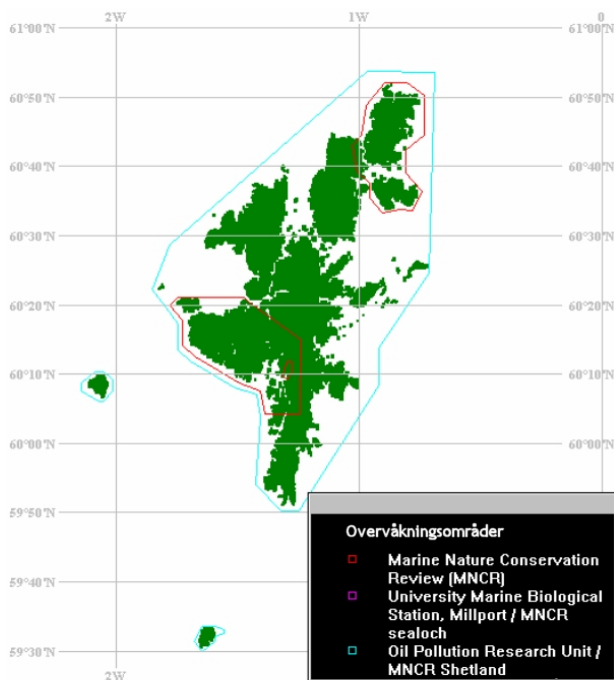 2W 1W 0
61°00'N 61°00'N
60°50'N 60°50'N
60°40'N 60°40'N
60°30'N 60°30'N
60°20'N 60°20'N
60°10'N 60°10'N
60°00'N 60°00'N
59°50'N
59°40'N
59°30'N
2W
Overvåkningsområder
Marine Nature Conservation
Review (MNCR)
University Marine Biological
Station, Millport / MNCR
sealoch
Oil Pollution Research Unit /
MNCR Shetland